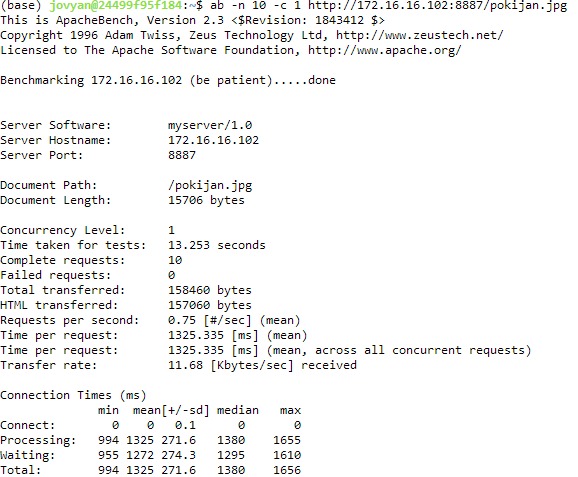 (base) jovyan@24499f95f184:~$ ab -n 10 -c 1 http://172.16.16.102:8887/pokijan.jpg
This is ApacheBench, Version 2.3 <$Revision: 1843412 $>
Copyright 1996 Adam Twiss, Zeus Technology Ltd, http://www.zeustech.net/
Licensed to The Apache Software Foundation, http://www.apache.org/

Benchmarking 172.16.16.102 (be patient).....done

Server Software:        myserver/1.0
Server Hostname:        172.16.16.102
Server Port:            8887

Document Path:          /pokijan.jpg
Document Length:        15706 bytes

Concurrency Level:      1
Time taken for tests:   13.253 seconds
Complete requests:      10
Failed requests:        0
Total transferred:      158460 bytes
HTML transferred:       157060 bytes
Requests per second:    0.75 [#/sec] (mean)
Time per request:       1325.335 [ms] (mean)
Time per request:       1325.335 [ms] (mean, across all concurrent requests)
Transfer rate:          11.68 [Kbytes/sec] received

Connection Times (ms)
              min  mean[+/-sd] median   max
Connect:        0    0   0.1      0       0
Processing:   994 1325 271.6   1380    1655
Waiting:      955 1272 274.3   1295    1610
Total:        994 1325 271.6   1380    1656